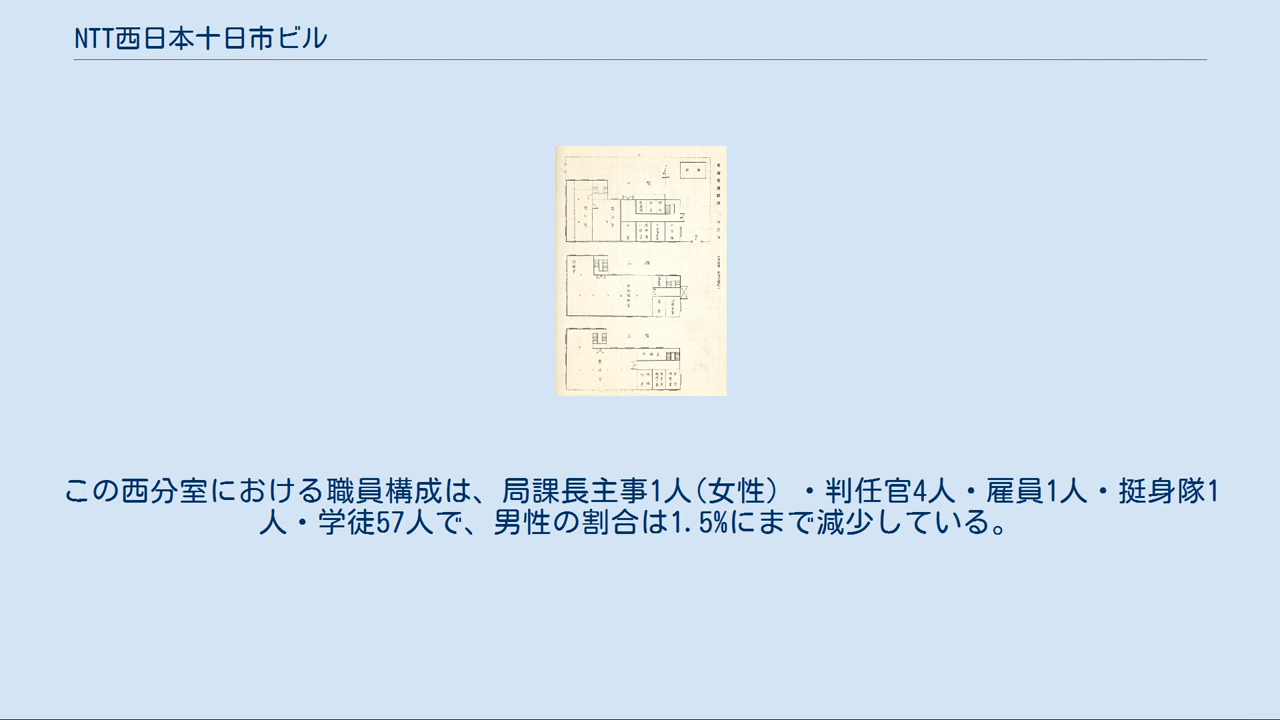 NTT西日本十日市ビル
この西分室における職員構成は、局課長主事1人(女性）・判任官4人・雇員1人・挺身隊1
人・学徒57人で、男性の割合は1.5%にまで減少している。